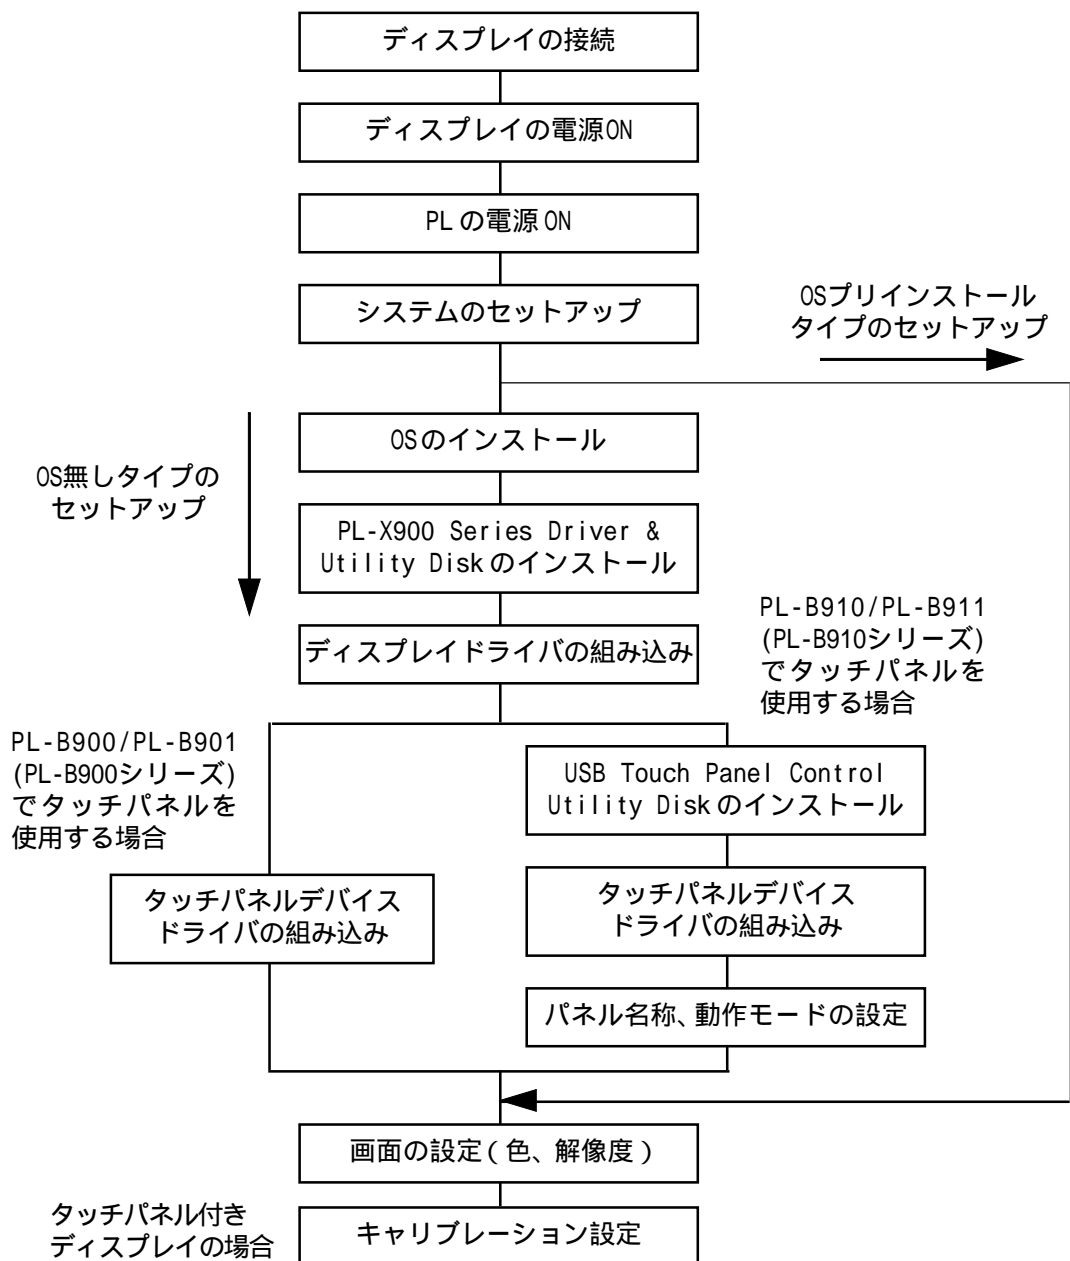 ディスプレイの接続
ディスプレイの電源ON
PLの電源ON
システムのセットアップ
OSプリインストール
タイプのセットアップ
OS無しタイプの
セットアップ
OSのインストール
PL-X900 Series Driver &
Utility Diskのインストール
ディスプレイドライバの組み込み
PL-B910/PL-B911
(PL-B910シリーズ)
でタッチパネルを
使用する場合
PL-B900/PL-B901
(PL-B900シリーズ)
でタッチパネルを
使用する場合
USB Touch Panel Control
Utility Diskのインストール
タッチパネルデバイス
ドライバの組み込み
タッチパネルデバイス
ドライバの組み込み
パネル名称、動作モードの設定
画面の設定(色、解像度)
タッチパネル付き
ディスプレイの場合
キャリブレーション設定